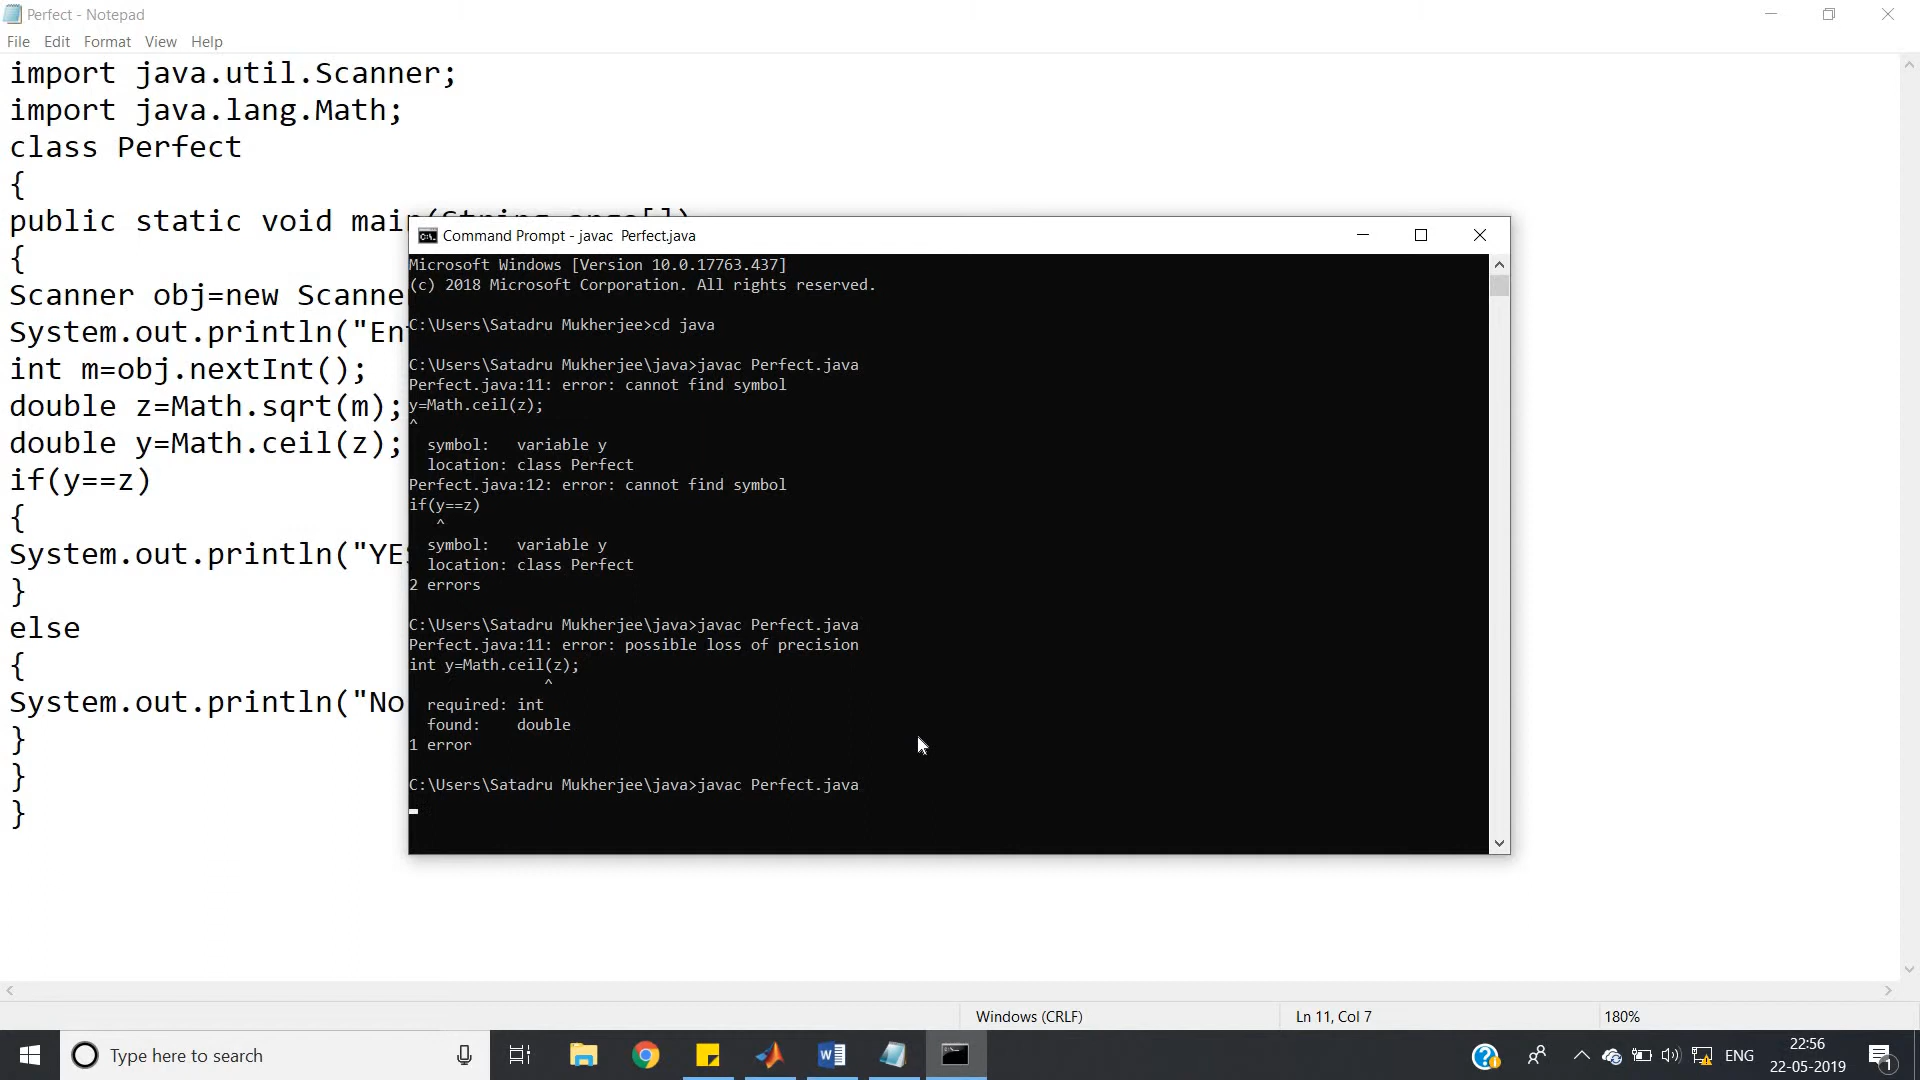 Perfect - Notepad
File Edit Format View Help
import java.util.Scanner;
import java.lang.Math;
class Perfect
{
public static void main(String args[])
{
Scanner obj=new Scanne
System.out.println("En
int m=obj.nextInt();
double z=Math.sqrt(m);
double y=Math.ceil(z);
if(y==z)
{
System.out.println("YES
}
else
{
System.out.println("No
}
}
}
Command Prompt - javac Perfect.java
Microsoft Windows [Version 10.0.17763.437]
(c) 2018 Microsoft Corporation. All rights reserved.
C:\Users\Satadru Mukherjee>cd java
C:\Users\Satadru Mukherjee\java>javac Perfect.java
Perfect.java:11: error: cannot find symbol
y=Math.ceil(z);
^
symbol:   variable y
location: class Perfect
Perfect.java:12: error: cannot find symbol
if(y==z)
^
symbol:   variable y
location: class Perfect
2 errors
C:\Users\Satadru Mukherjee\java>javac Perfect.java
Perfect.java:11: error: possible loss of precision
int y=Math.ceil(z);
^
required: int
found:    double
1 error
C:\Users\Satadru Mukherjee\java>javac Perfect.java
Windows (CRLF) Ln 11, Col 7 180%
Type here to search
ENG
22:56
22-05-2019
1